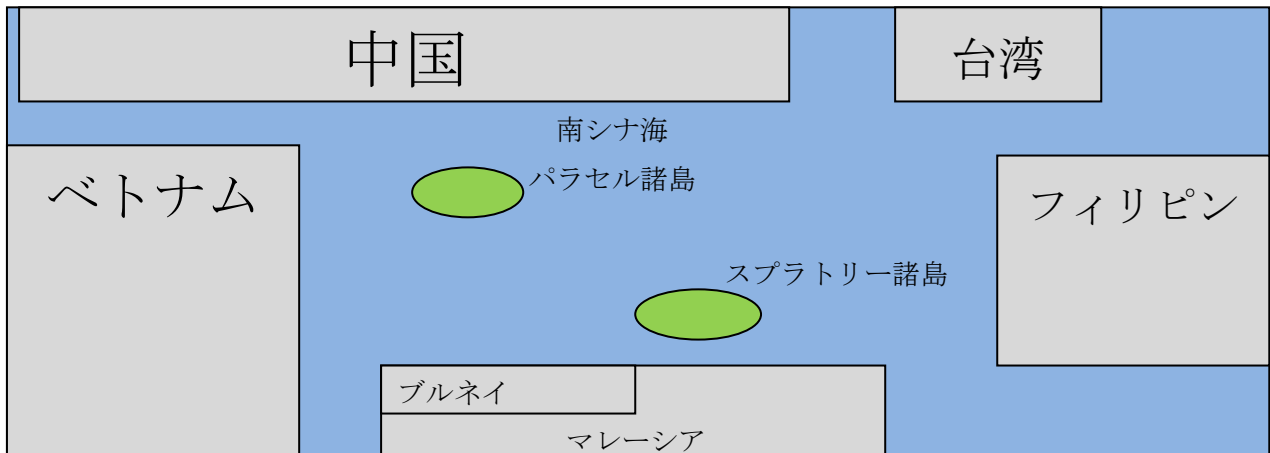 中国
台湾
南シナ海
パラセル諸島
ベトナム
フィリピン
スプラトリー諸島
ブルネイ
マレーシア